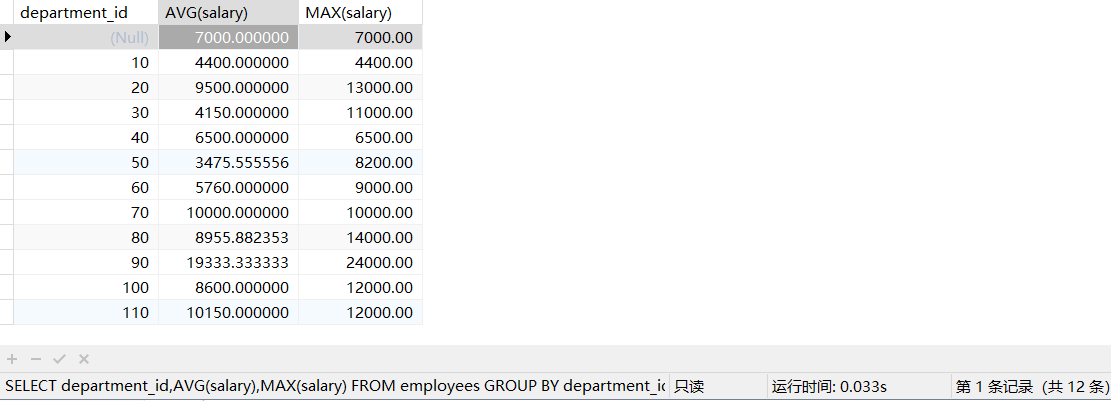 department_id AVG(salary) MAX(salary)
(Null) 7000.000000 7000.00
10 4400.000000 4400.00
20 9500.000000 13000.00
30 4150.000000 11000.00
40 6500.000000 6500.00
50 3475.555556 8200.00
60 5760.000000 9000.00
70 10000.000000 10000.00
80 8955.882353 14000.00
90 19333.333333 24000.00
100 8600.000000 12000.00
110 10150.000000 12000.00
SELECT department_id,AVG(salary),MAX(salary) FROM employees GROUP BY department_ic 只读 运行时间: 0.033s 第 1 条记录 (共 12 条)